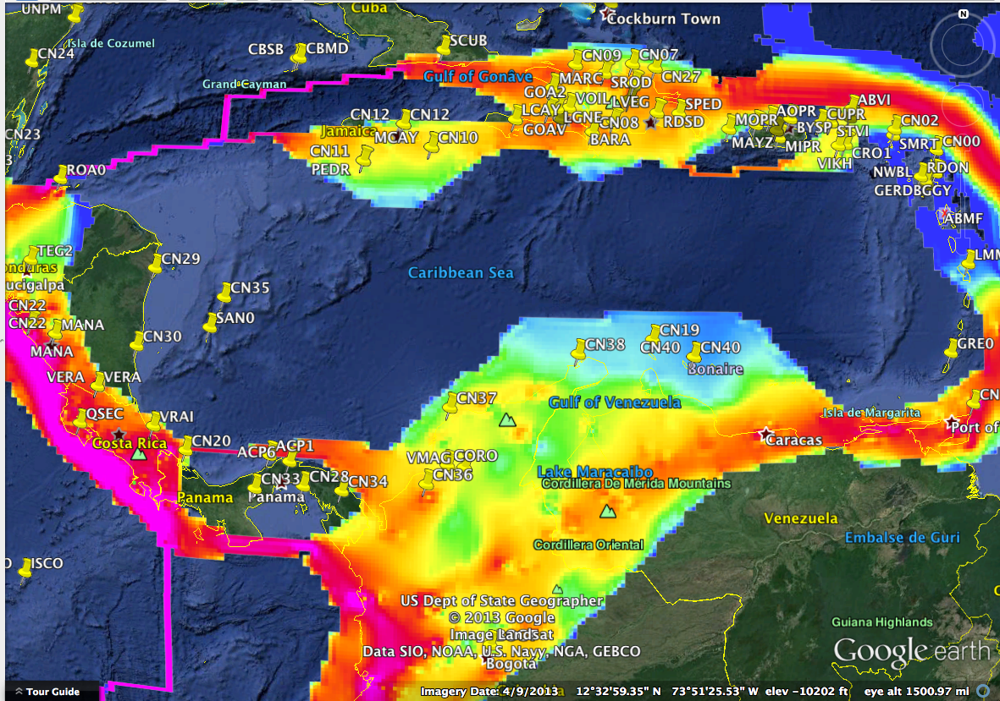 UNPM
Cuba
Cockburn Town
N
Isla de Cozumel
SCUB
CN24
CBSB
CBMD
CN09
CN07
Grand Cayman
Gulf of Gonâve
MARC
SROD
CN27
GOA2
VOIL
LVEG
SPED
ABVI
CN12
CN12
LCAY
LGNE
CN08
RDSD
MOPR
AOPR
CUPR
CN02
Jamaica
MCAY
CN10
GOAV
BARA
BYSP
STVI
CN23
MAYZ
MIPR
SMRT
CN00
3
CN11
CRO1
PEDR
VIKH
NWBL
RDON
ROA0
GERD
BGGY
ABMF
TEG2
CN29
LMM
onduras
Caribbean Sea
ucigalpa
CN35
CN22
SAN0
CN22
MANA
CN19
CN30
CN38
CN40
CN40
GRE0
MANA
Bonaire
VERA
VERA
CN37
Gulf of Venezuela
CN
QSEC
VRAI
Isla de Margarita
Port of
Costa Rica
CN20
ACP6
ACP1
Caracas
VMAG
CORO
Lake Maracaibo
CN33
CN28
CN34
CN36
Cordillera De Merida Mountains
Panama
Panama
Venezuela
Cordillera Oriental
Embalse de Guri
ISCO
US Dept of State Geographer
© 2013 Google
Image Landsat
Guiana Highlands
Data SIO, NOAA, U.S. Navy, NGA, GEBCO
Bogota
Google earth
Tour Guide
Imagery Date: 4/9/2013 12°32'59.35" N 73°51'25.53" W elev -10202 ft eye alt 1500.97 mi